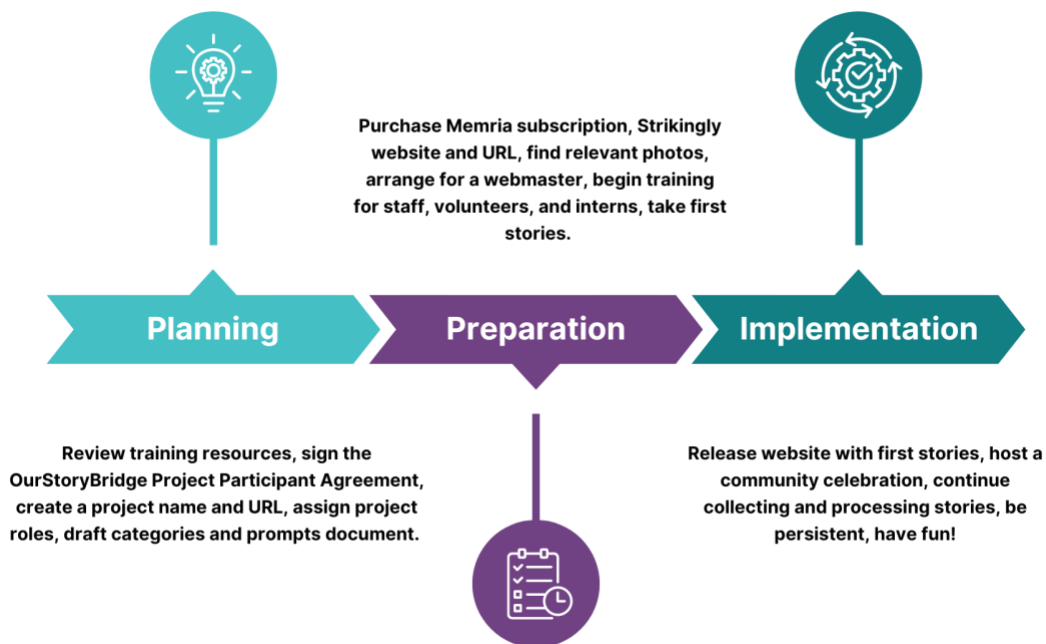 Purchase Memria subscription, Strikingly
website and URL, find relevant photos,
arrange for a webmaster, begin training
for staff, volunteers, and interns, take first
stories.
Planning
Preparation
Implementation
Review training resources, sign the
OurStoryBridge Project Participant Agreement,
create a project name and URL, assign project
roles, draft categories and prompts document.
Release website with first stories, host a
community celebration, continue
collecting and processing stories, be
persistent, have fun!